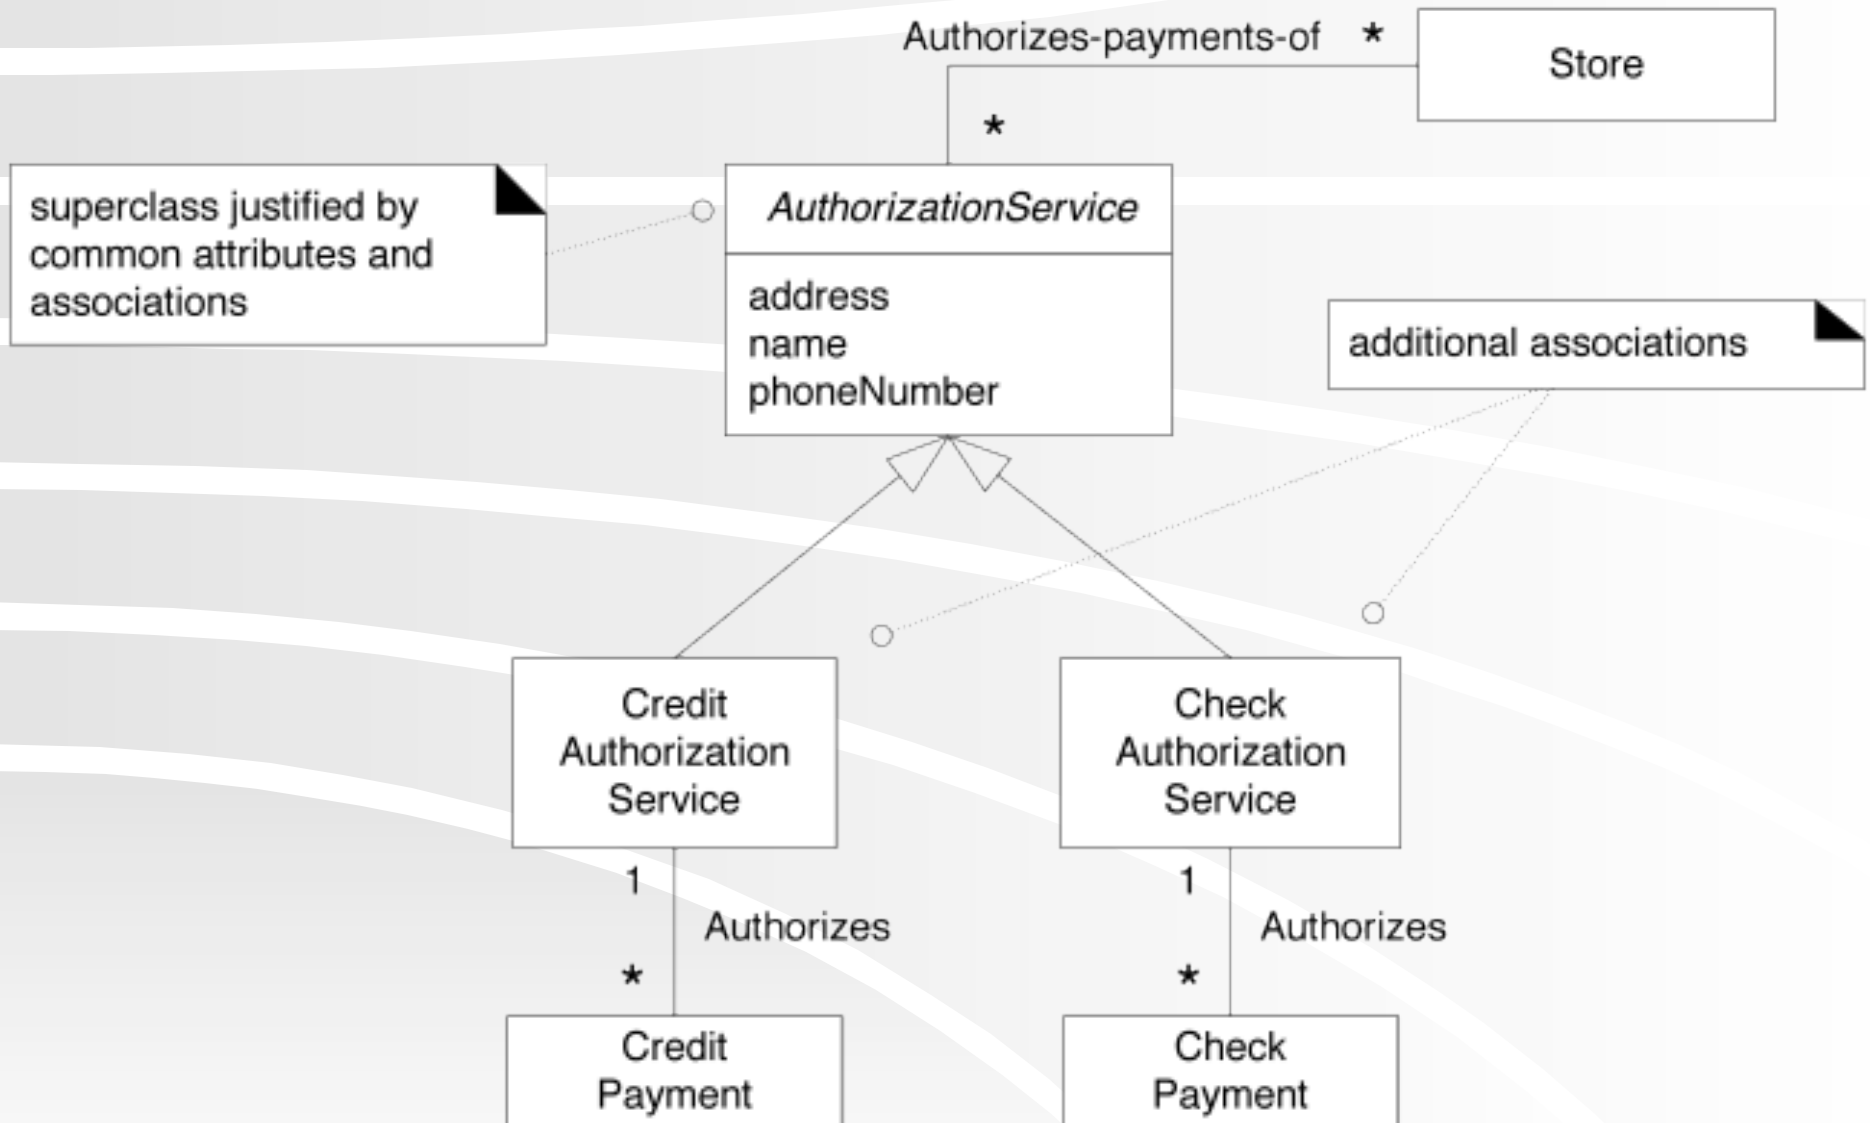 Authorizes-payments-of *
Store
*
superclass justified by
common attributes and
associations
AuthorizationService
address
name
phoneNumber
additional associations
Credit
Authorization
Service
Check
Authorization
Service
1
Authorizes
*
1
Authorizes
*
Credit
Payment
Check
Payment